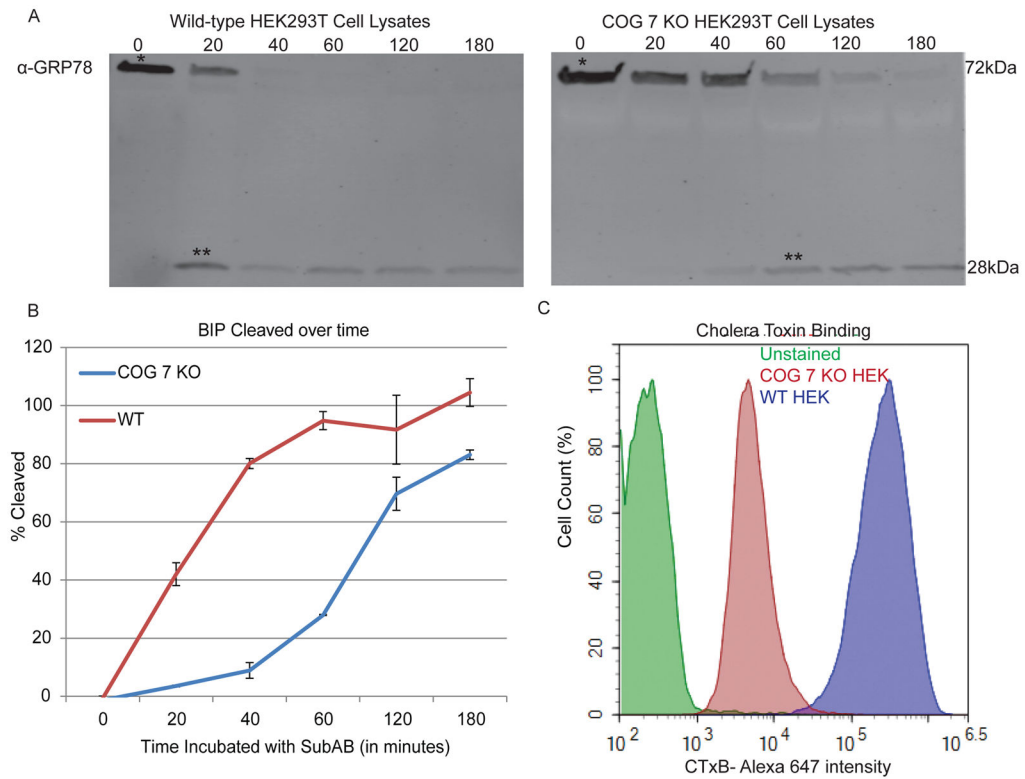 A
Wild-type HEK293T Cell Lysates
0 20 40 60 120 180
α-GRP78
*
**
COG 7 KO HEK293T Cell Lysates
0 20 40 60 120 180
*
72kDa
**
28kDa
B
BIP Cleaved over time
120
100
80
60
40
20
0
% Cleaved
COG 7 KO
WT
0 20 40 60 120 180
Time Incubated with SubAB (in minutes)
C
Cholera Toxin Binding
Unstained
COG 7 KO HEK
WT HEK
100
80
60
40
20
0
Cell Count (%)
10^2 10^3 10^4 10^5 10^6.5
CTxB- Alexa 647 intensity